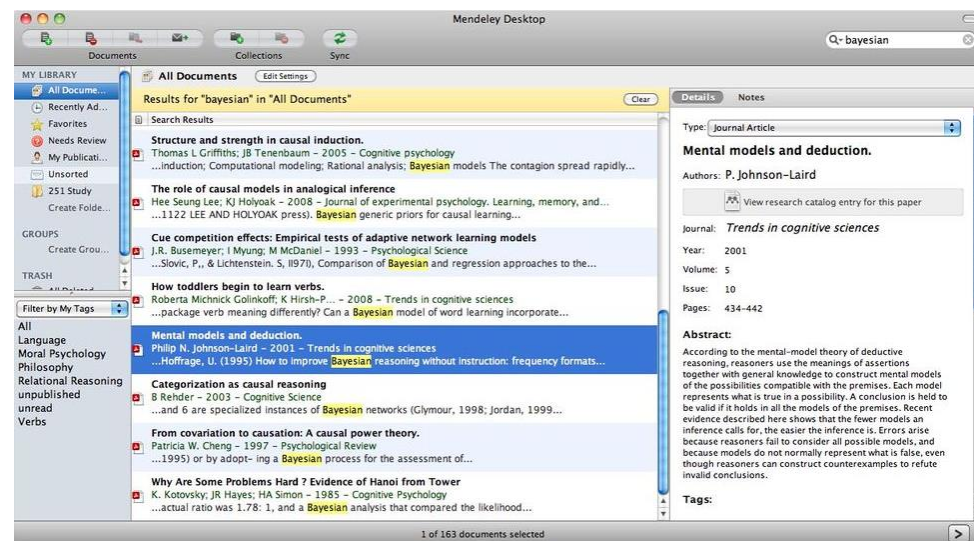 Mendeley Desktop
Documents
Collections
Sync
bayesian
MY LIBRARY
All Docume...
Recently Ad...
Favorites
Needs Review
My Publicati...
Unsorted
251 Study
Create Folde...
GROUPS
Create Grou...
TRASH
All Deleted
Filter by My Tags
All
Language
Moral Psychology
Philosophy
Relational Reasoning
unpublished
unread
Verbs
All Documents
Edit Settings
Results for "bayesian" in "All Documents"
Clear
Search Results
Structure and strength in causal induction.
Thomas L Griffiths; JB Tenenbaum – 2005 – Cognitive psychology
...induction; Computational modeling; Rational analysis; Bayesian models The contagion spread rapidly...
The role of causal models in analogical inference
Hee Seung Lee; KJ Holyoak – 2008 – Journal of experimental psychology. Learning, memory, and...
...1122 LEE AND HOLYOAK press). Bayesian generic priors for causal learning...
Cue competition effects: Empirical tests of adaptive network learning models
J.R. Busemeyer; I Myung; M McDaniel – 1993 – Psychological Science
...Slovic, P,, & Lichtenstein. S, II97l), Comparison of Bayesian and regression approaches to the...
How toddlers begin to learn verbs.
Roberta Michnick Golinkoff; K Hirsh-P... – 2008 – Trends in cognitive sciences
...package verb meaning differently? Can a Bayesian model of word learning incorporate...
Mental models and deduction.
Philip N. Johnson-Laird – 2001 – Trends in cognitive sciences
...Hoffrage, U. (1995) How to improve Bayesian reasoning without instruction: frequency formats...
Categorization as causal reasoning
B Rehder – 2003 – Cognitive Science
...and 6 are specialized instances of Bayesian networks (Glymour, 1998; Jordan, 1999...
From covariation to causation: A causal power theory.
Patricia W. Cheng – 1997 – Psychological Review
...1995) or by adopt- ing a Bayesian process for the assessment of...
Why Are Some Problems Hard ? Evidence of Hanoi from Tower
K. Kotovsky; JR Hayes; HA Simon – 1985 – Cognitive Psychology
...actual ratio was 1.78: 1, and a Bayesian analysis that compared the likelihood...
Details
Notes
Type: Journal Article
Mental models and deduction.
Authors: P. Johnson-Laird
View research catalog entry for this paper
Journal: Trends in cognitive sciences
Year: 2001
Volume: 5
Issue: 10
Pages: 434-442
Abstract:
According to the mental-model theory of deductive
reasoning, reasoners use the meanings of assertions
together with general knowledge to construct mental models
of the possibilities compatible with the premises. Each model
represents what is true in a possibility. A conclusion is held to
be valid if it holds in all the models of the premises. Recent
evidence described here shows that the fewer models an
inference calls for, the easier the inference is. Errors arise
because reasoners fail to consider all possible models, and
because models do not normally represent what is false, even
though reasoners can construct counterexamples to refute
invalid conclusions.
Tags:
1 of 163 documents selected